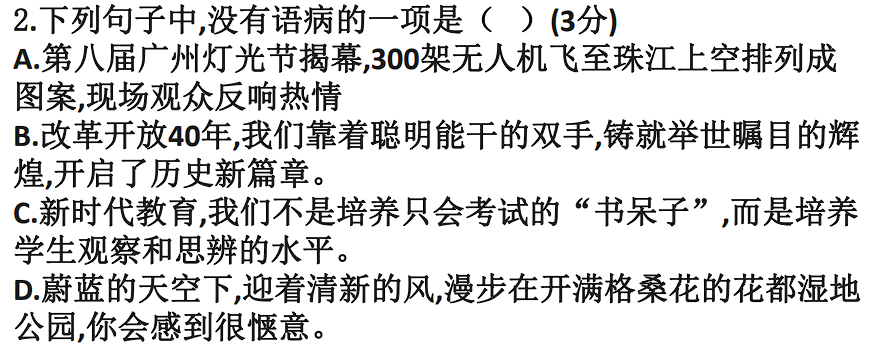 2.下列句子中,没有语病的一项是（  ）(3分)
A.第八届广州灯光节揭幕,300架无人机飞至珠江上空排列成
图案,现场观众反响热情
B.改革开放40年,我们靠着聪明能干的双手,铸就举世瞩目的辉
煌,开启了历史新篇章。
C.新时代教育,我们不是培养只会考试的“书呆子”,而是培养
学生观察和思辨的水平。
D.蔚蓝的天空下,迎着清新的风,漫步在开满格桑花的花都湿地
公园,你会感到很惬意。